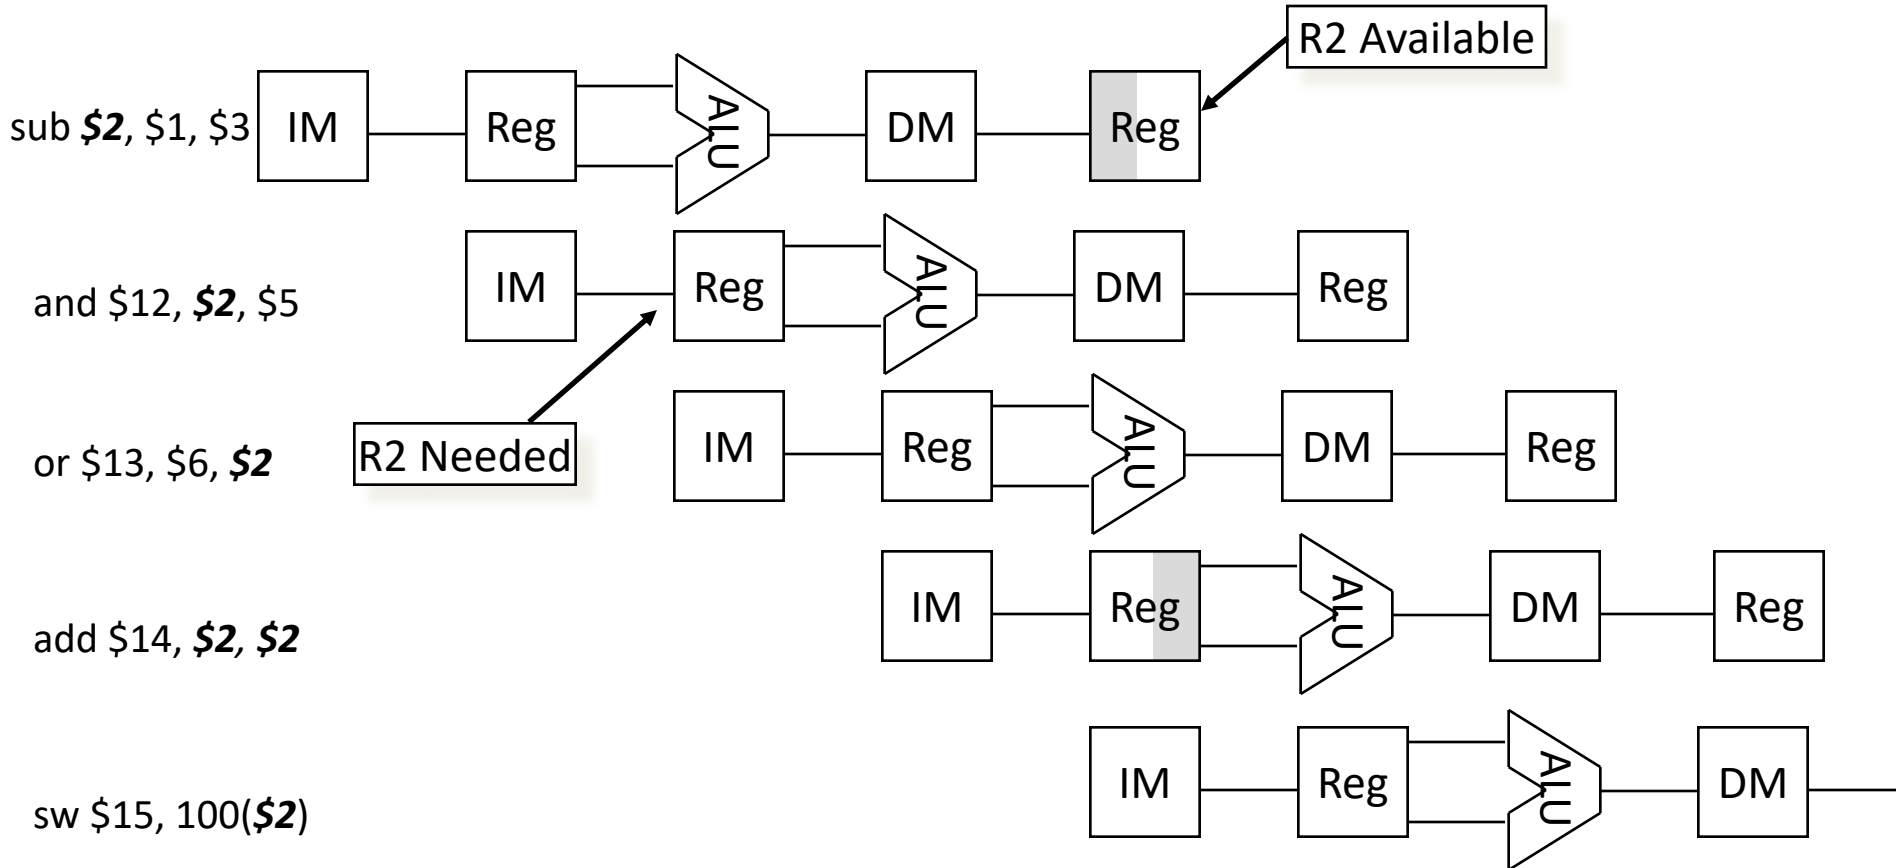 R2 Available
sub $2, $1, $3 IM Reg ALU DM Reg
and $12, $2, $5 IM Reg ALU DM Reg
R2 Needed
or $13, $6, $2 IM Reg ALU DM Reg
add $14, $2, $2 IM Reg ALU DM Reg
sw $15, 100($2) IM Reg ALU DM